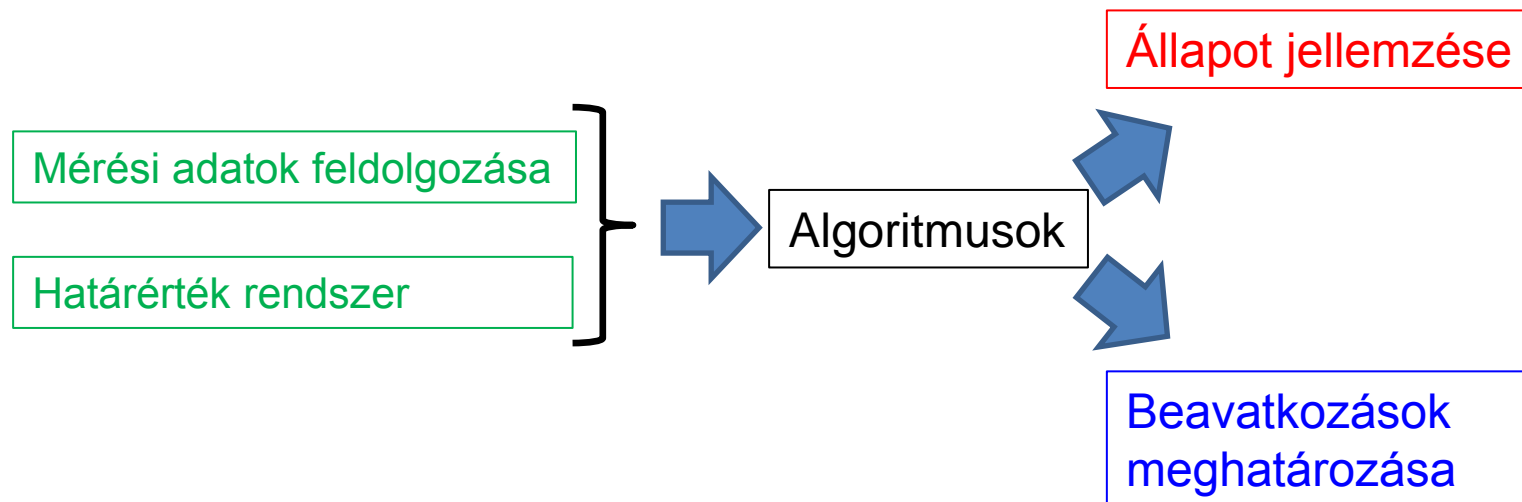 Állapot jellemzése
Mérési adatok feldolgozása
Algoritmusok
Határérték rendszer
Beavatkozások
meghatározása